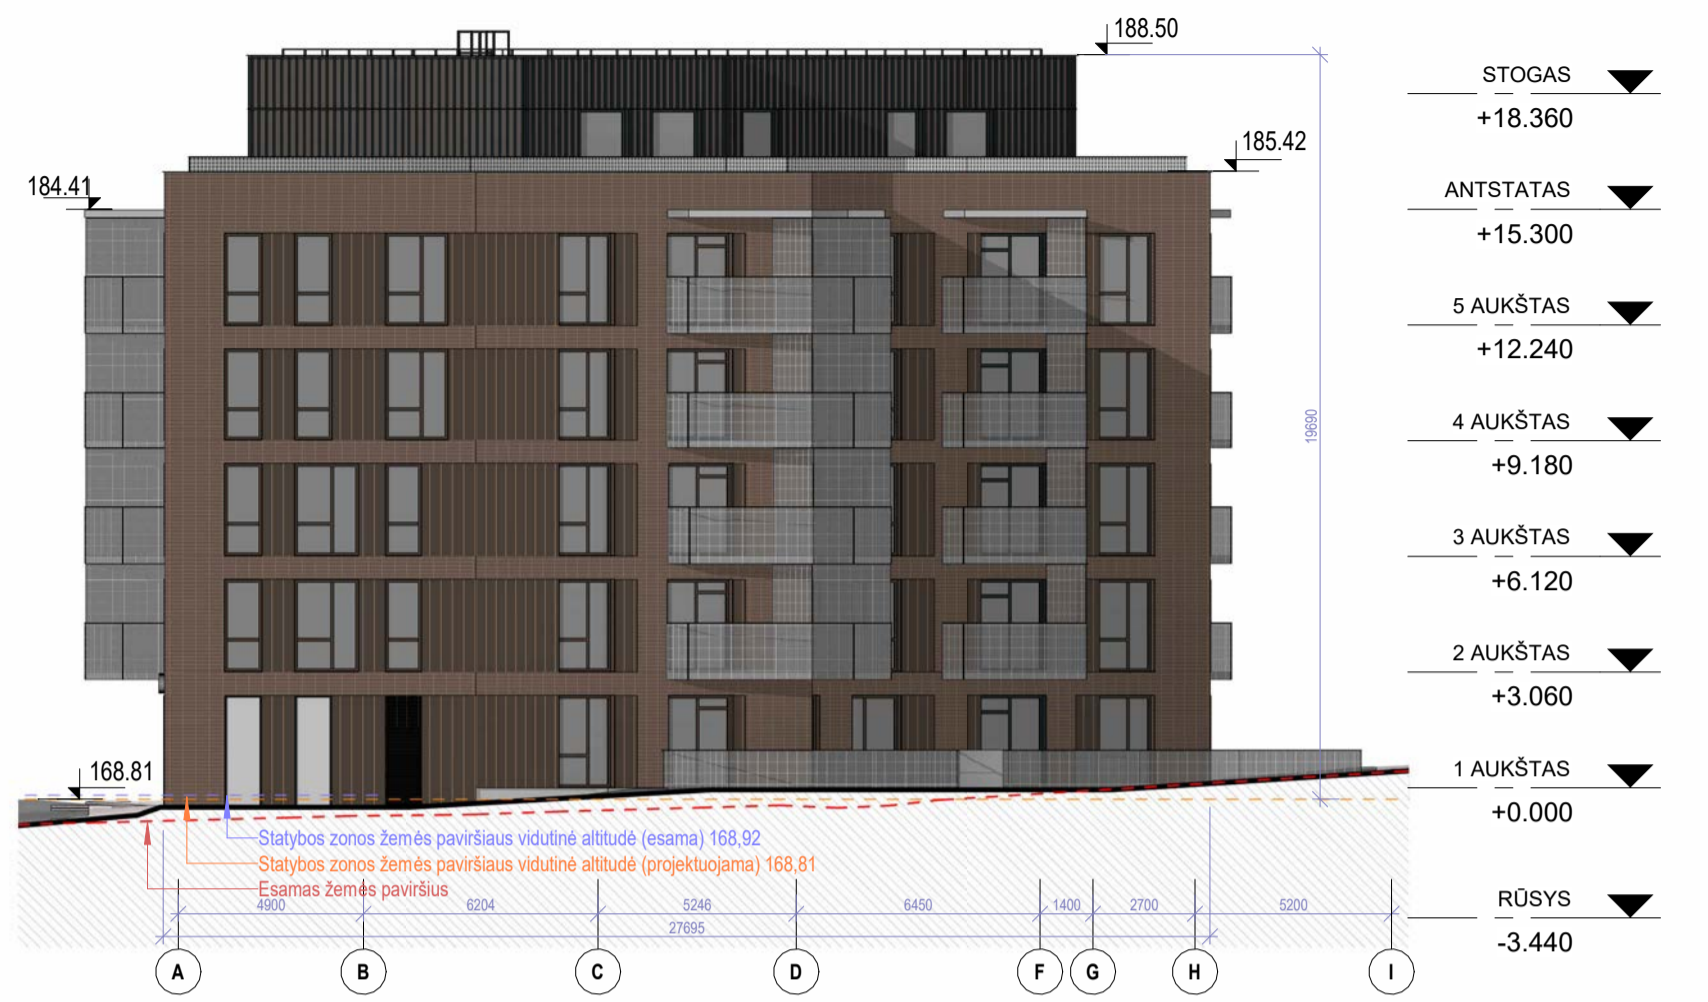 188.50
STOGAS
+18.360
185.42
184.41
ANTSTATAS
+15.300
5 AUKŠTAS
+12.240
4 AUKŠTAS
+9.180
19690
3 AUKŠTAS
+6.120
2 AUKŠTAS
+3.060
168.81
1 AUKŠTAS
+0.000
Statybos zonos žemės paviršiaus vidutinė altitudė (esama) 168,92
Statybos zonos žemės paviršiaus vidutinė altitudė (projektuojama) 168,81
Esamas žemės paviršius
RŪSYS
-3.440
4900 6204 5246 6450 1400 2700 5200
27695
A B C D F G H I